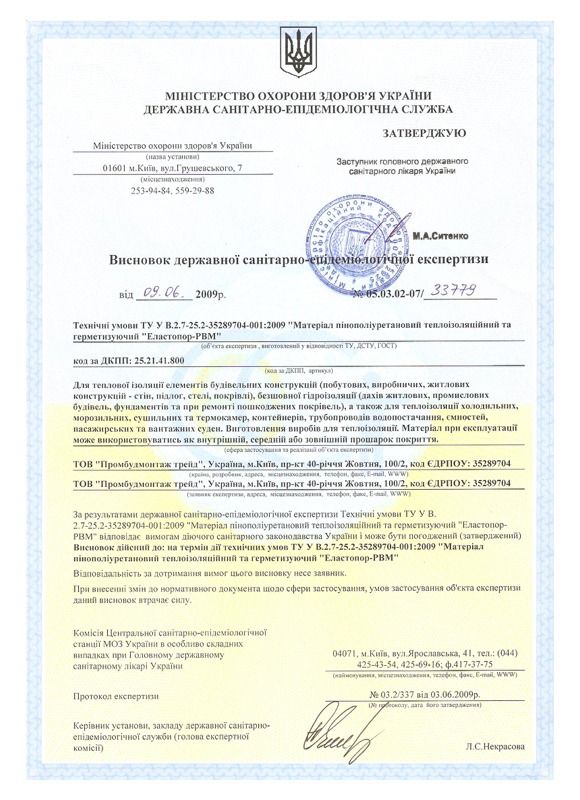 МІНІСТЕРСТВО ОХОРОНИ ЗДОРОВ'Я УКРАЇНИ
ДЕРЖАВНА САНІТАРНО-ЕПІДЕМІОЛОГІЧНА СЛУЖБА
ЗАТВЕРДЖУЮ
Міністерство охорони здоров'я України
(назва установи)
01601 м.Київ, вул.Грушевського, 7
(місцезнаходження)
253-94-84, 559-29-88
Заступник головного державного
санітарного лікаря України
М.А.Ситенко
Висновок державної санітарно-епідеміологічної експертизи
від 09.06. 2009р. № 05.03.02-07/ 33779
Технічні умови ТУ У В.2.7-25.2-35289704-001:2009 "Матеріал пінополіуретановий теплоізоляційний та
герметизуючий "Еластопор-РВМ"
(об'єкта експертизи , виготовлений у відповідності ТУ, ДСТУ, ГОСТ)
код за ДКПП: 25.21.41.800
(код за ДКПП, артикул)
Для теплової ізоляції елементів будівельних конструкцій (побутових, виробничих, житлових
конструкцій - стін, підлог, стелі, покрівлі), безшовної гідроізоляції (дахів житлових, промислових
будівель, фундаментів та при ремонті пошкоджених покрівель), а також для теплоізоляції холодильних,
морозильних, сушильних та термокамер, контейнерів, трубопроводів водопостачання, ємностей,
насажирських та вантажних суден. Виготовлення виробів для теплоізоляції. Матеріал при експлуатації
може використовуватись як внутрішній, середній або зовнішній прошарок покриття.
(сфера застосування та реалізації об'єкта експертизи)
ТОВ "Промбудмонтаж трейд", Україна, м.Київ, пр-кт 40-річчя Жовтня, 100/2, код ЄДРПОУ: 35289704
(країна, розробник, адреса, місцезнаходження, телефон, факс, E-mail, WWW)
ТОВ "Промбудмонтаж трейд", Україна, м.Київ, пр-кт 40-річчя Жовтня, 100/2, код ЄДРПОУ: 35289704
(заявник експертизи, адреса, місцезнаходження, телефон, факс, E-mail, WWW)
За результатами державної санітарно-епідеміологічної експертизи Технічні умови ТУ У В.
2.7-25.2-35289704-001:2009 "Матеріал пінополіуретановий теплоізоляційний та герметизуючий "Еластопор-
РВМ" відповідає вимогам діючого санітарного законодавства України і може бути погоджений (затверджений)
Висновок дійсний до: на термін дії технічних умов ТУ У В.2.7-25.2-35289704-001:2009 "Матеріал
пінополіуретановий теплоізоляційний та герметизуючий "Еластопор-РВМ"
Відповідальність за дотримання вимог цього висновку несе заявник.
При внесенні змін до нормативного документа щодо сфери застосування, умов застосування об'єкта експертизи
даний висновок втрачає силу.
Комісія Центральної санітарно-епідеміологічної
станції МОЗ України в особливо складних
випадках при Головному державному
санітарному лікарі України
04071, м.Київ, вул.Ярославська, 41, тел.: (044)
425-43-54, 425-69-16; ф.417-37-75
(найменування, місцезнаходження, телефон, факс, E-mail, WWW)
Протокол експертизи
№ 03.2/337 від 03.06.2009р.
(№ протоколу, дата його затвердження)
Керівник установи, закладу державної санітарно-
епідеміологічної служби (голова експертної
комісії)
Л.С.Некрасова